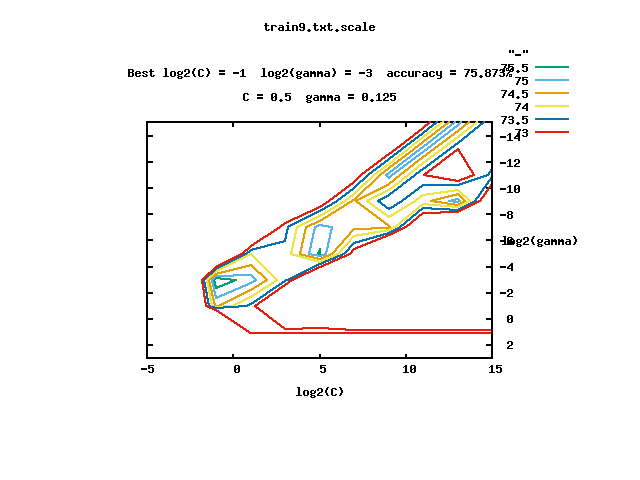 train9.txt.scale
"-"
Best log2(C) = -1  log2(gamma) = -3  accuracy = 75.873%
75.5
75
C = 0.5  gamma = 0.125
74.5
74
73.5
73
-14
-12
-10
-8
-6
log2(gamma)
-4
-2
0
2
-5 0 5 10 15
log2(C)